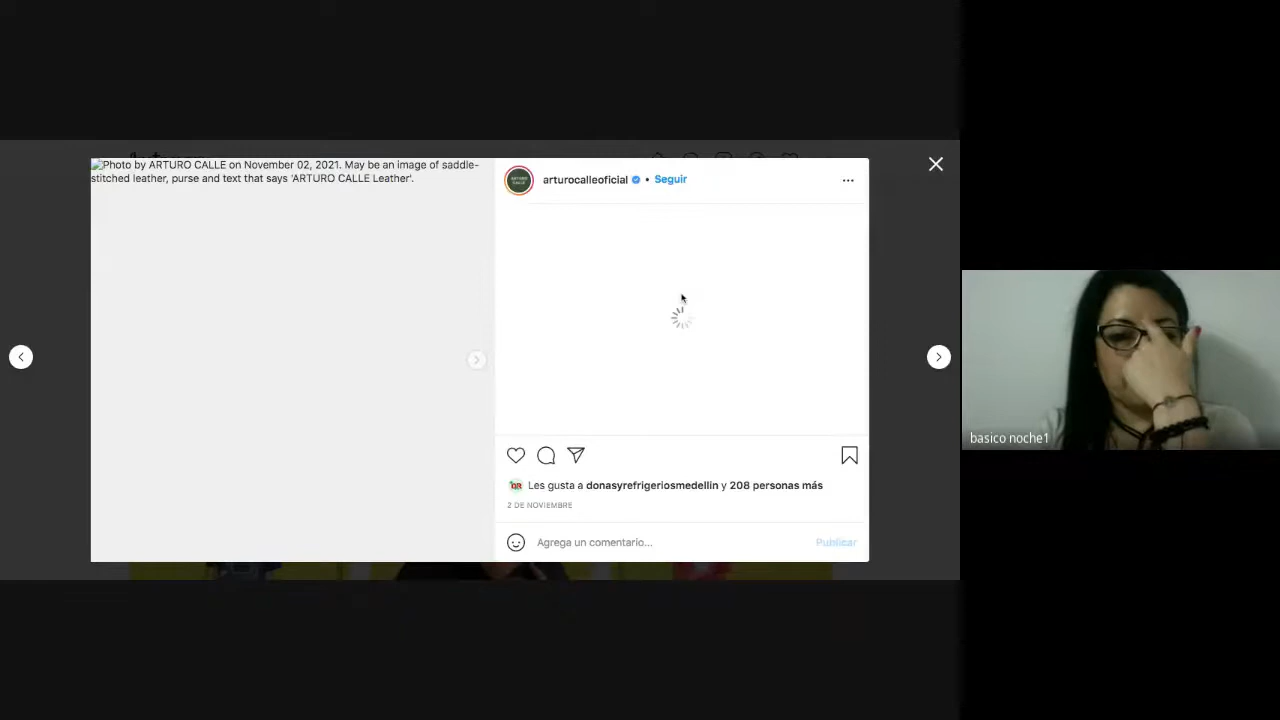 Photo by ARTURO CALLE on November 02, 2021. May be an image of saddle-
stitched leather, purse and text that says 'ARTURO CALLE Leather'.
arturocalleoficial • Seguir
Les gusta a donasyrefrigeriosmedellin y 208 personas más
2 DE NOVIEMBRE
Agrega un comentario...
Publicar
basico noche1